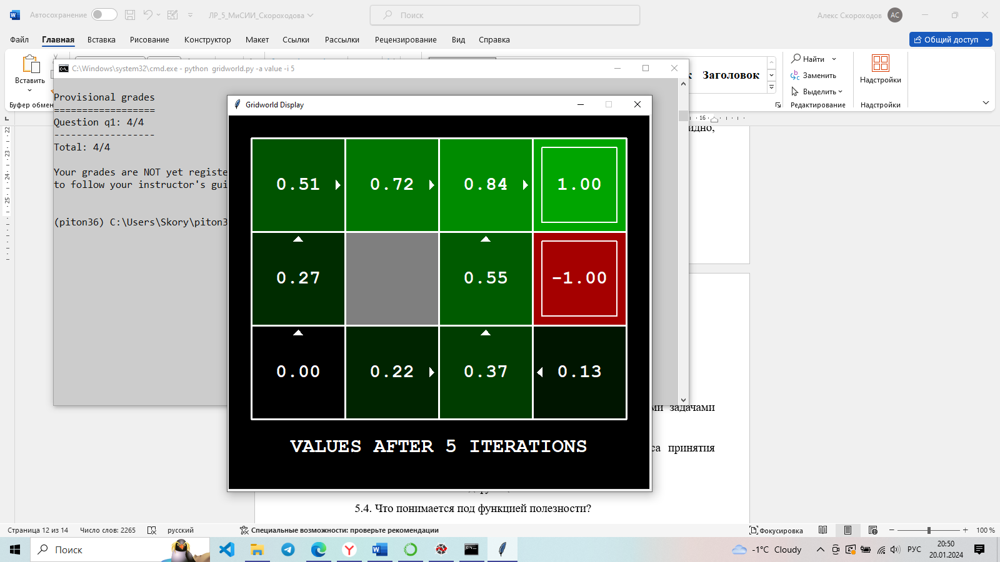 Автосохранение
ЛР_5_МиСИИ_Скороходова
Поиск
Алекс Скороходов
АС
Файл
Главная
Вставка
Рисование
Конструктор
Макет
Ссылки
Рассылки
Рецензирование
Вид
Справка
Общий доступ
Вставить
Буфер обмен
C:\Windows\system32\cmd.exe - python gridworld.py -a value -i 5
Заголовок
Найти
Заменить
Выделить
Редактирование
Надстройки
Надстройки
Provisional grades
==================
Question q1: 4/4
------------------
Total: 4/4
Your grades are NOT yet registe
to follow your instructor's gui
(piton36) C:\Users\Skory\piton3
Gridworld Display
0.51
0.72
0.84
1.00
0.27
0.55
-1.00
0.00
0.22
0.37
0.13
VALUES AFTER 5 ITERATIONS
16
22
23
24
25
идно,
ми задачами
са принятия
5.4. Что понимается под функцией полезности?
Страница 12 из 14
Число слов: 2265
русский
Специальные возможности: проверьте рекомендации
Фокусировка
100 %
Поиск
-1°C Cloudy
РУС
20:50
20.01.2024